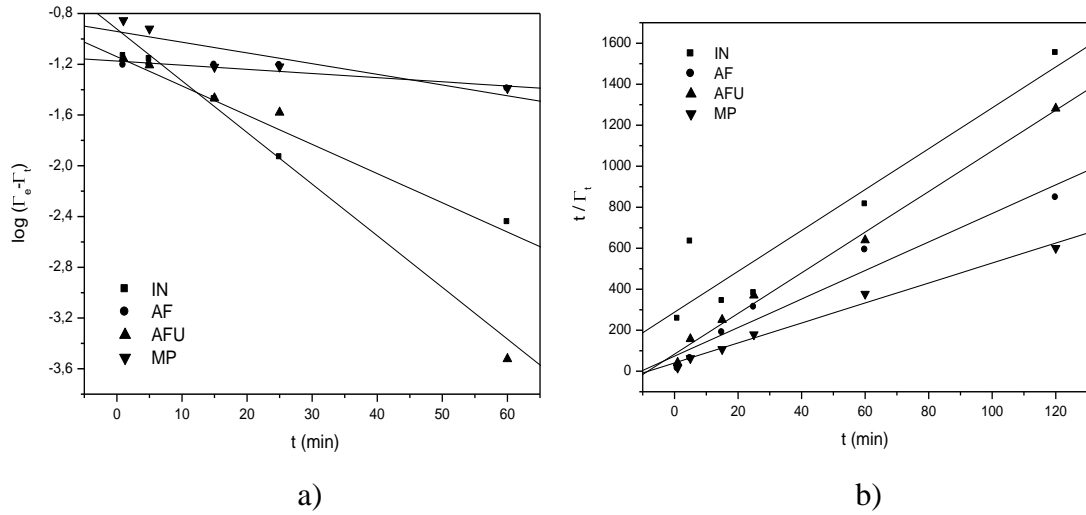 -0,8
-1,2
-1,6
-2,0
-2,4
-2,8
-3,2
-3,6
log (Γe-Γt)
IN
AF
AFU
MP
0 10 20 30 40 50 60
t (min)
a)
1600
1400
1200
1000
800
600
400
200
0
t / Γt
IN
AF
AFU
MP
0 20 40 60 80 100 120
t (min)
b)